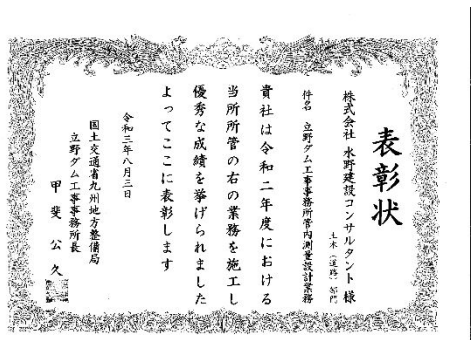 表彰状
株式会社 水野建設コンサルタント 様
土木(道路)部門
件名 立野ダム工事事務所管内測量設計業務
貴社は令和二年度における
当所所管の右の業務を施工し
優秀な成績を挙げられました
よってここに表彰します
令和三年八月三日
国土交通省九州地方整備局
立野ダム工事事務所長
甲斐公久